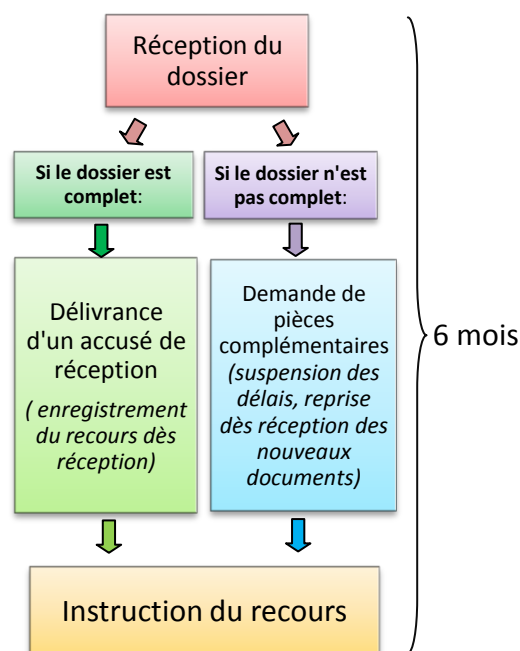 Réception du
dossier
Si le dossier est
complet:
Si le dossier n'est
pas complet:
Délivrance
d'un accusé de
réception
( enregistrement
du recours dès
réception)
Demande de
pièces
complémentaires
(suspension des
délais, reprise
dès réception des
nouveaux
documents)
6 mois
Instruction du recours